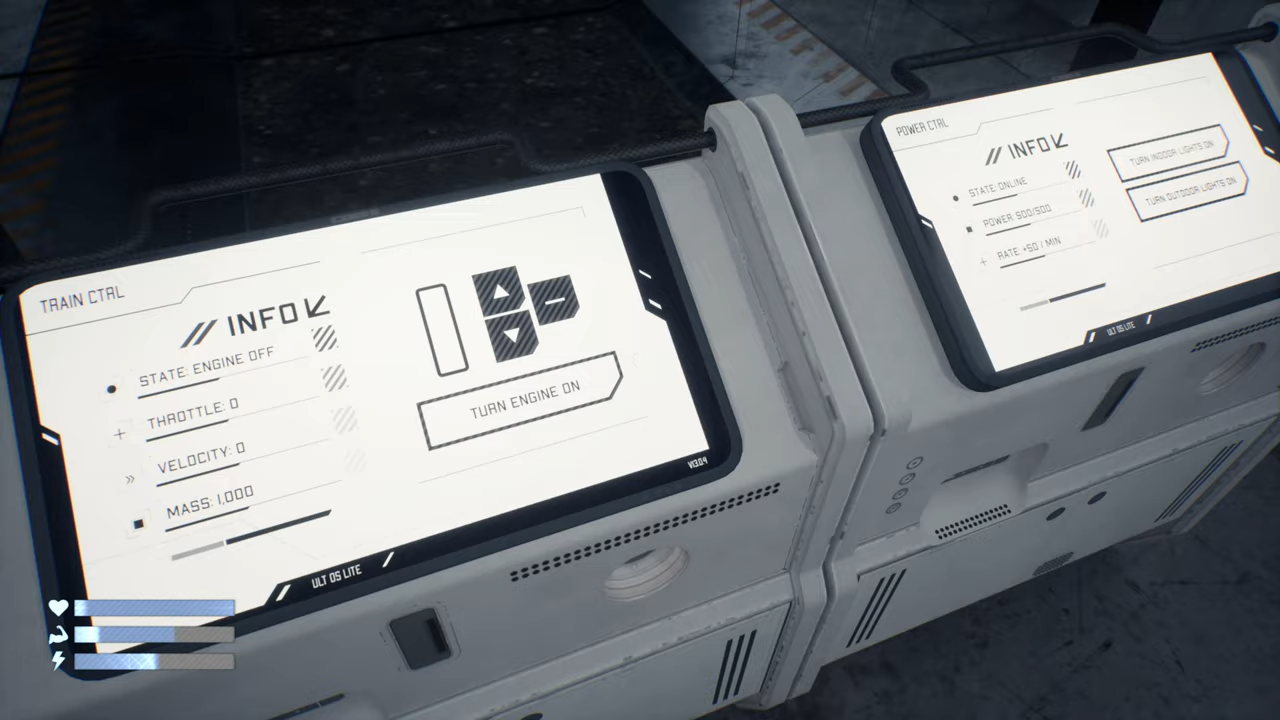 TRAIN CTRL
// INFO
STATE: ENGINE OFF
THROTTLE: 0
VELOCITY: 0
MASS: 1,000
TURN ENGINE ON
V13.0.4
ULT OS LITE
POWER CTRL
// INFO
STATE: ONLINE
POWER: 500/500
RATE: +50 / MIN
TURN INDOOR LIGHTS ON
TURN OUTDOOR LIGHTS ON
ULT OS LITE